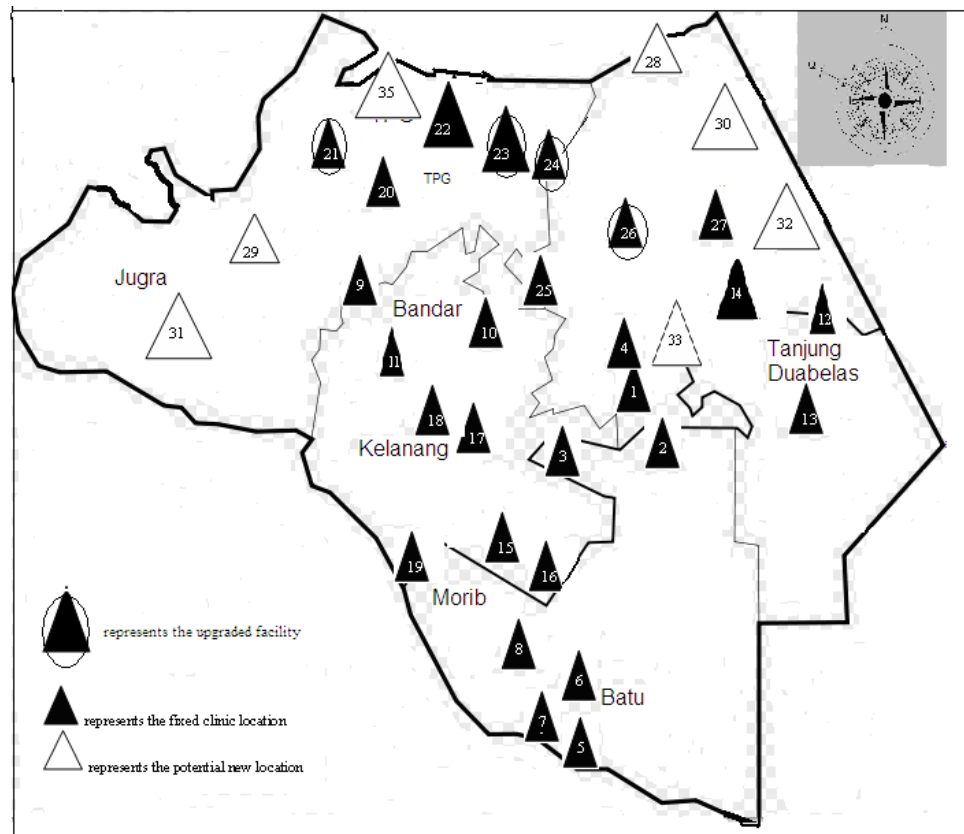 N
28
35
30
22
21
23
24
TPG
20
27
32
26
29
9
25
Jugra
14
Bandar
10
12
31
4
33
11
Tanjung
Duabelas
1
18
13
17
Kelanang
2
3
15
19
16
Morib
represents the upgraded facility
8
6
Batu
represents the fixed clinic location
7
5
represents the potential new location